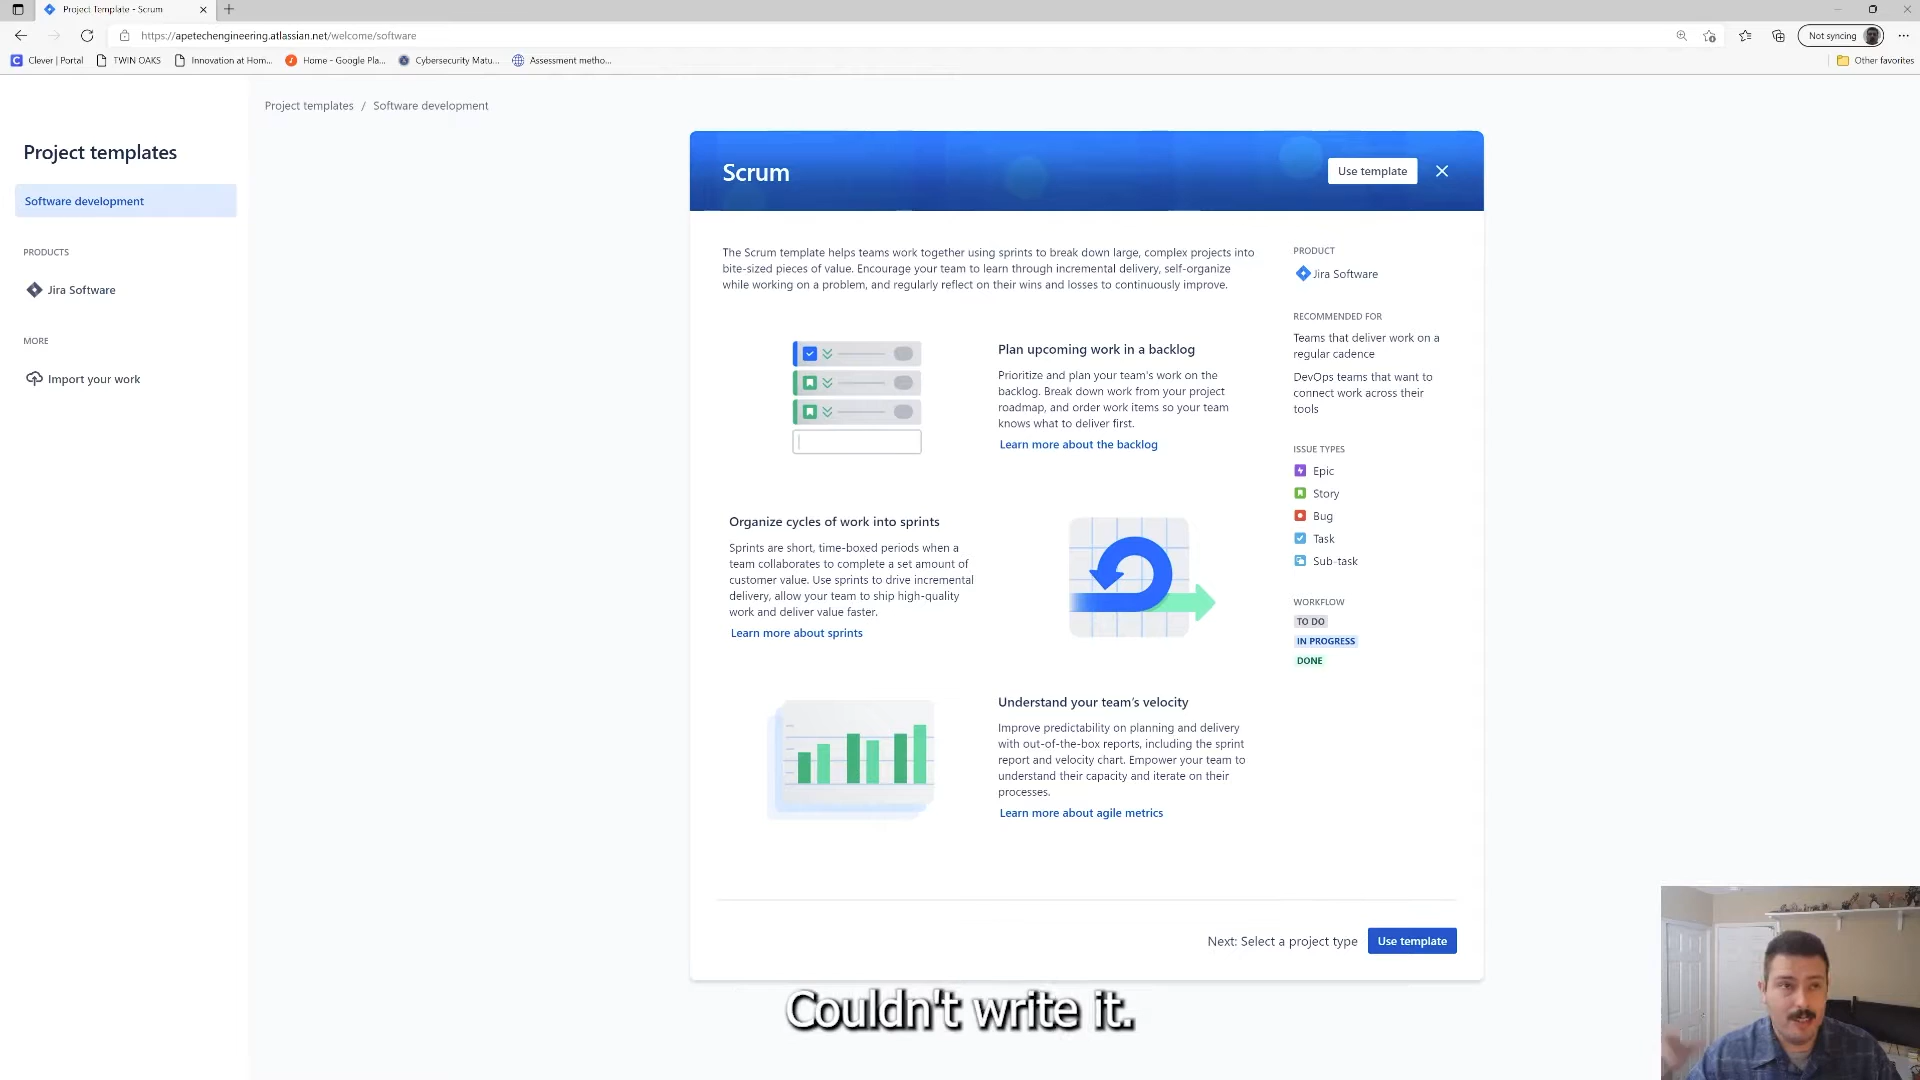 Project Template - Scrum
https://apetechengineering.atlassian.net/welcome/software
Not syncing
Clever | Portal
TWIN OAKS
Innovation at Hom...
Home - Google Pla...
Cybersecurity Matu...
Assessment metho...
Other favorites
Project templates / Software development
Project templates
Software development
PRODUCTS
Jira Software
MORE
Import your work
Scrum
Use template
The Scrum template helps teams work together using sprints to break down large, complex projects into
bite-sized pieces of value. Encourage your team to learn through incremental delivery, self-organize
while working on a problem, and regularly reflect on their wins and losses to continuously improve.
Plan upcoming work in a backlog
Prioritize and plan your team's work on the
backlog. Break down work from your project
roadmap, and order work items so your team
knows what to deliver first.
Learn more about the backlog
Organize cycles of work into sprints
Sprints are short, time-boxed periods when a
team collaborates to complete a set amount of
customer value. Use sprints to drive incremental
delivery, allow your team to ship high-quality
work and deliver value faster.
Learn more about sprints
Understand your team's velocity
Improve predictability on planning and delivery
with out-of-the-box reports, including the sprint
report and velocity chart. Empower your team to
understand their capacity and iterate on their
processes.
Learn more about agile metrics
PRODUCT
Jira Software
RECOMMENDED FOR
Teams that deliver work on a
regular cadence
DevOps teams that want to
connect work across their
tools
ISSUE TYPES
Epic
Story
Bug
Task
Sub-task
WORKFLOW
TO DO
IN PROGRESS
DONE
Next: Select a project type
Use template
Couldn't write it.